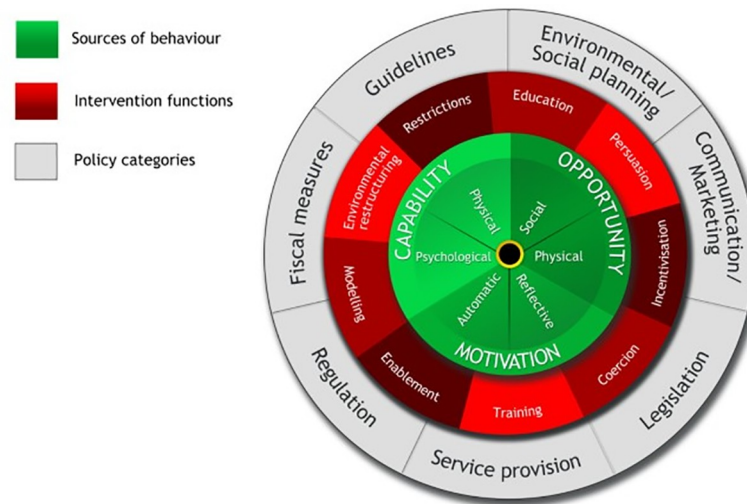 Sources of behaviour
Intervention functions
Policy categories
Guidelines
Environmental/
Social planning
Communication/
Marketing
Legislation
Service provision
Regulation
Fiscal measures
Restrictions
Education
Persuasion
Incentivisation
Coercion
Training
Enablement
Modelling
Environmental
restructuring
CAPABILITY
OPPORTUNITY
MOTIVATION
Physical
Social
Physical
Reflective
Automatic
Psychological